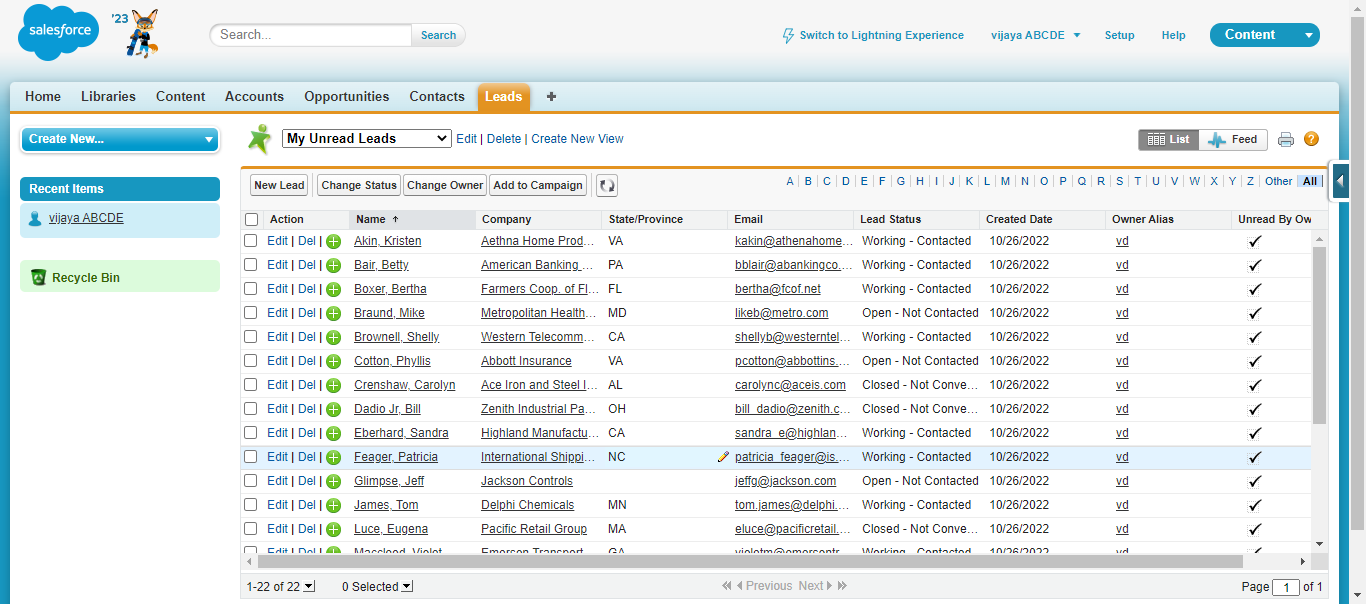 salesforce '23 Search... Search Switch to Lightning Experience vijaya ABCDE Setup Help Content
Home Libraries Content Accounts Opportunities Contacts Leads +
Create New... My Unread Leads Edit | Delete | Create New View List Feed ?
Recent Items
vijaya ABCDE
Recycle Bin
New Lead Change Status Change Owner Add to Campaign A | B | C | D | E | F | G | H | I | J | K | L | M | N | O | P | Q | R | S | T | U | V | W | X | Y | Z | Other | All |
Action Name Company State/Province Email Lead Status Created Date Owner Alias Unread By Ow
Edit | Del | Akin, Kristen Aethna Home Prod... VA kakin@athenahome... Working - Contacted 10/26/2022 vd
Edit | Del | Bair, Betty American Banking ... PA bblair@abankingco... Working - Contacted 10/26/2022 vd
Edit | Del | Boxer, Bertha Farmers Coop. of Fl... FL bertha@fcof.net Working - Contacted 10/26/2022 vd
Edit | Del | Braund, Mike Metropolitan Health... MD likeb@metro.com Open - Not Contacted 10/26/2022 vd
Edit | Del | Brownell, Shelly Western Telecomm... CA shellyb@westerntel... Working - Contacted 10/26/2022 vd
Edit | Del | Cotton, Phyllis Abbott Insurance VA pcotton@abbottins... Open - Not Contacted 10/26/2022 vd
Edit | Del | Crenshaw, Carolyn Ace Iron and Steel I... AL carolync@aceis.com Closed - Not Conve... 10/26/2022 vd
Edit | Del | Dadio Jr, Bill Zenith Industrial Pa... OH bill_dadio@zenith.c... Closed - Not Conve... 10/26/2022 vd
Edit | Del | Eberhard, Sandra Highland Manufactu... CA sandra_e@highlan... Working - Contacted 10/26/2022 vd
Edit | Del | Feager, Patricia International Shippi... NC patricia_feager@is... Working - Contacted 10/26/2022 vd
Edit | Del | Glimpse, Jeff Jackson Controls jeffg@jackson.com Open - Not Contacted 10/26/2022 vd
Edit | Del | James, Tom Delphi Chemicals MN tom.james@delphi... Working - Contacted 10/26/2022 vd
Edit | Del | Luce, Eugena Pacific Retail Group MA eluce@pacificretail... Closed - Not Conve... 10/26/2022 vd
Edit | Del | Maccleod, Violet Emerson Transport GA violetm@emersontr... Working - Contacted 10/26/2022 vd
1-22 of 22 0 Selected Previous Next Page 1 of 1